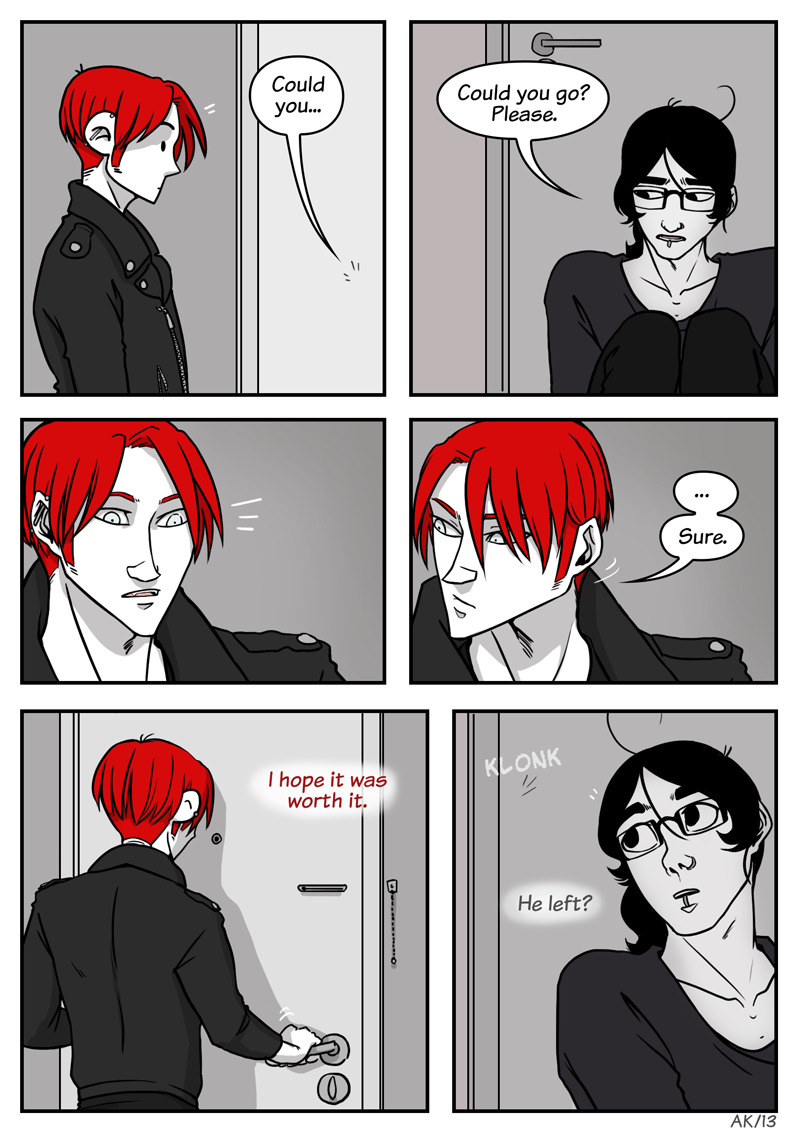 Could
you...
Could you go?
Please.
...
Sure.
I hope it was
worth it.
KLONK
He left?
AK/13